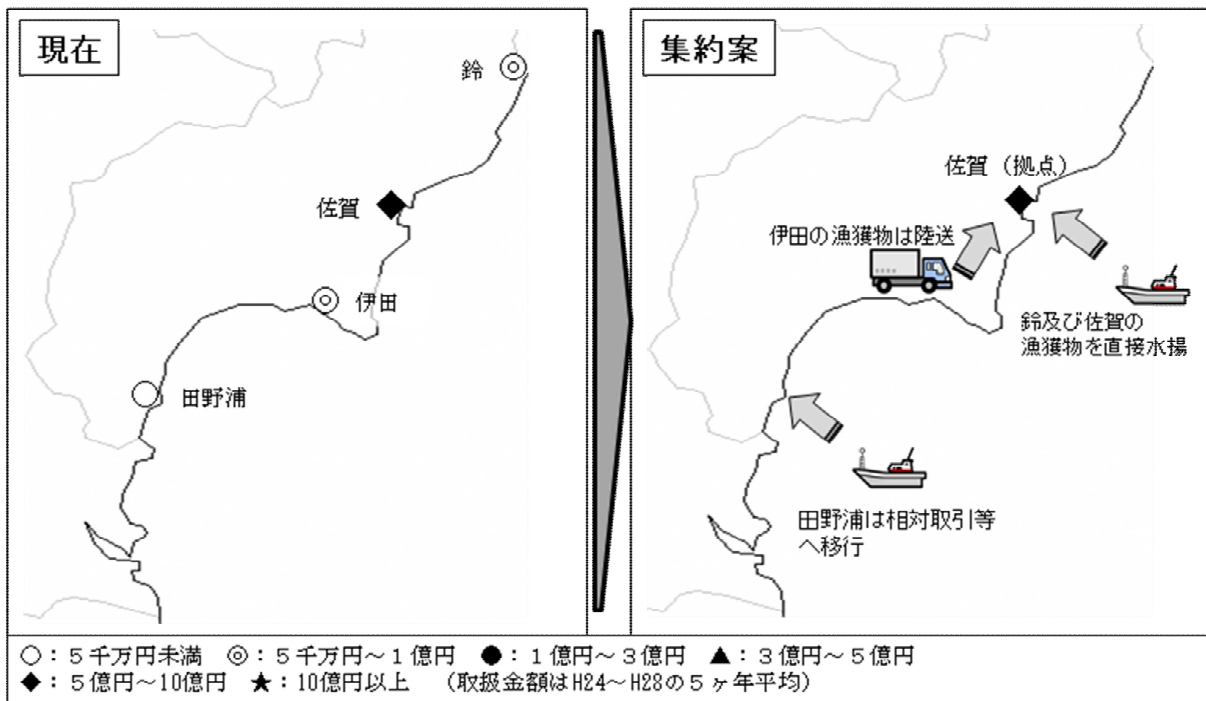 現在
鈴
佐賀
伊田
田野浦
集約案
佐賀（拠点）
伊田の漁獲物は陸送
鈴及び佐賀の
漁獲物を直接水揚
田野浦は相対取引等
へ移行
○：５千万円未満　◎：５千万円～１億円　●：１億円～３億円　▲：３億円～５億円
◆：５億円～10億円　★：10億円以上　（取扱金額はH24～H28の５ヶ年平均）